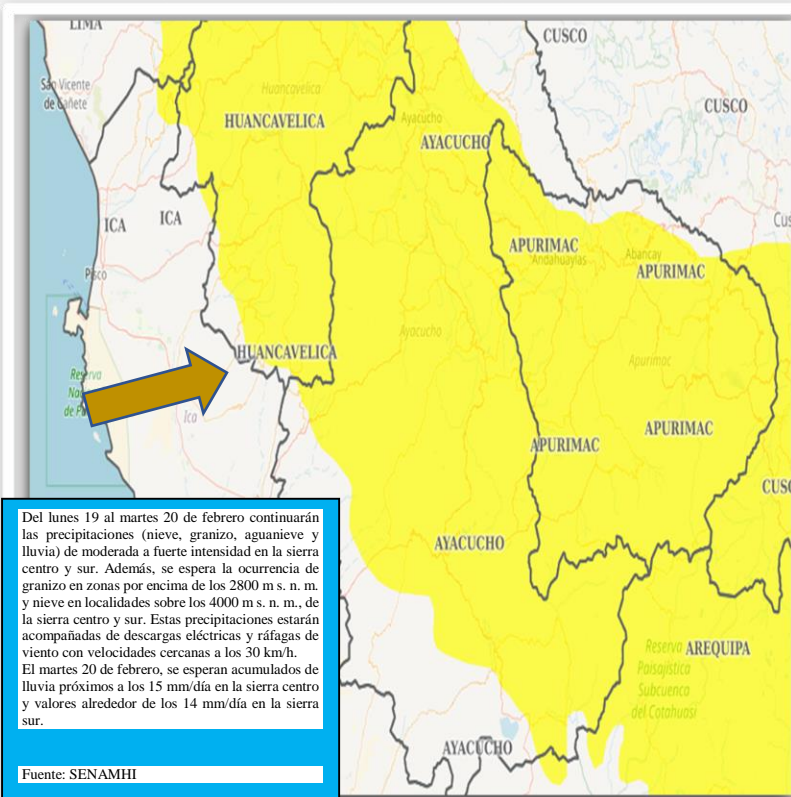 LIMA
CUSCO
San Vicente
de Cañete
Huancavelica
CUSCO
HUANCAVELICA
Ayacucho
AYACUCHO
ICA
ICA
Cus
APURIMAC
Andahuaylas
Abancay
APURIMAC
Pisco
Ayacucho
HUANCAVELICA
Apurimac
Reserva
Ica
APURIMAC
APURIMAC
CUSC
AYACUCHO
Reserva
Paisajística
Subcuenca
del Cotahuasi
AREQUIPA
AYACUCHO
Del lunes 19 al martes 20 de febrero continuarán
las precipitaciones (nieve, granizo, aguanieve y
lluvia) de moderada a fuerte intensidad en la sierra
centro y sur. Además, se espera la ocurrencia de
granizo en zonas por encima de los 2800 m s. n. m.
y nieve en localidades sobre los 4000 m s. n. m., de
la sierra centro y sur. Estas precipitaciones estarán
acompañadas de descargas eléctricas y ráfagas de
viento con velocidades cercanas a los 30 km/h.
El martes 20 de febrero, se esperan acumulados de
lluvia próximos a los 15 mm/día en la sierra centro
y valores alrededor de los 14 mm/día en la sierra
sur.
Fuente: SENAMHI